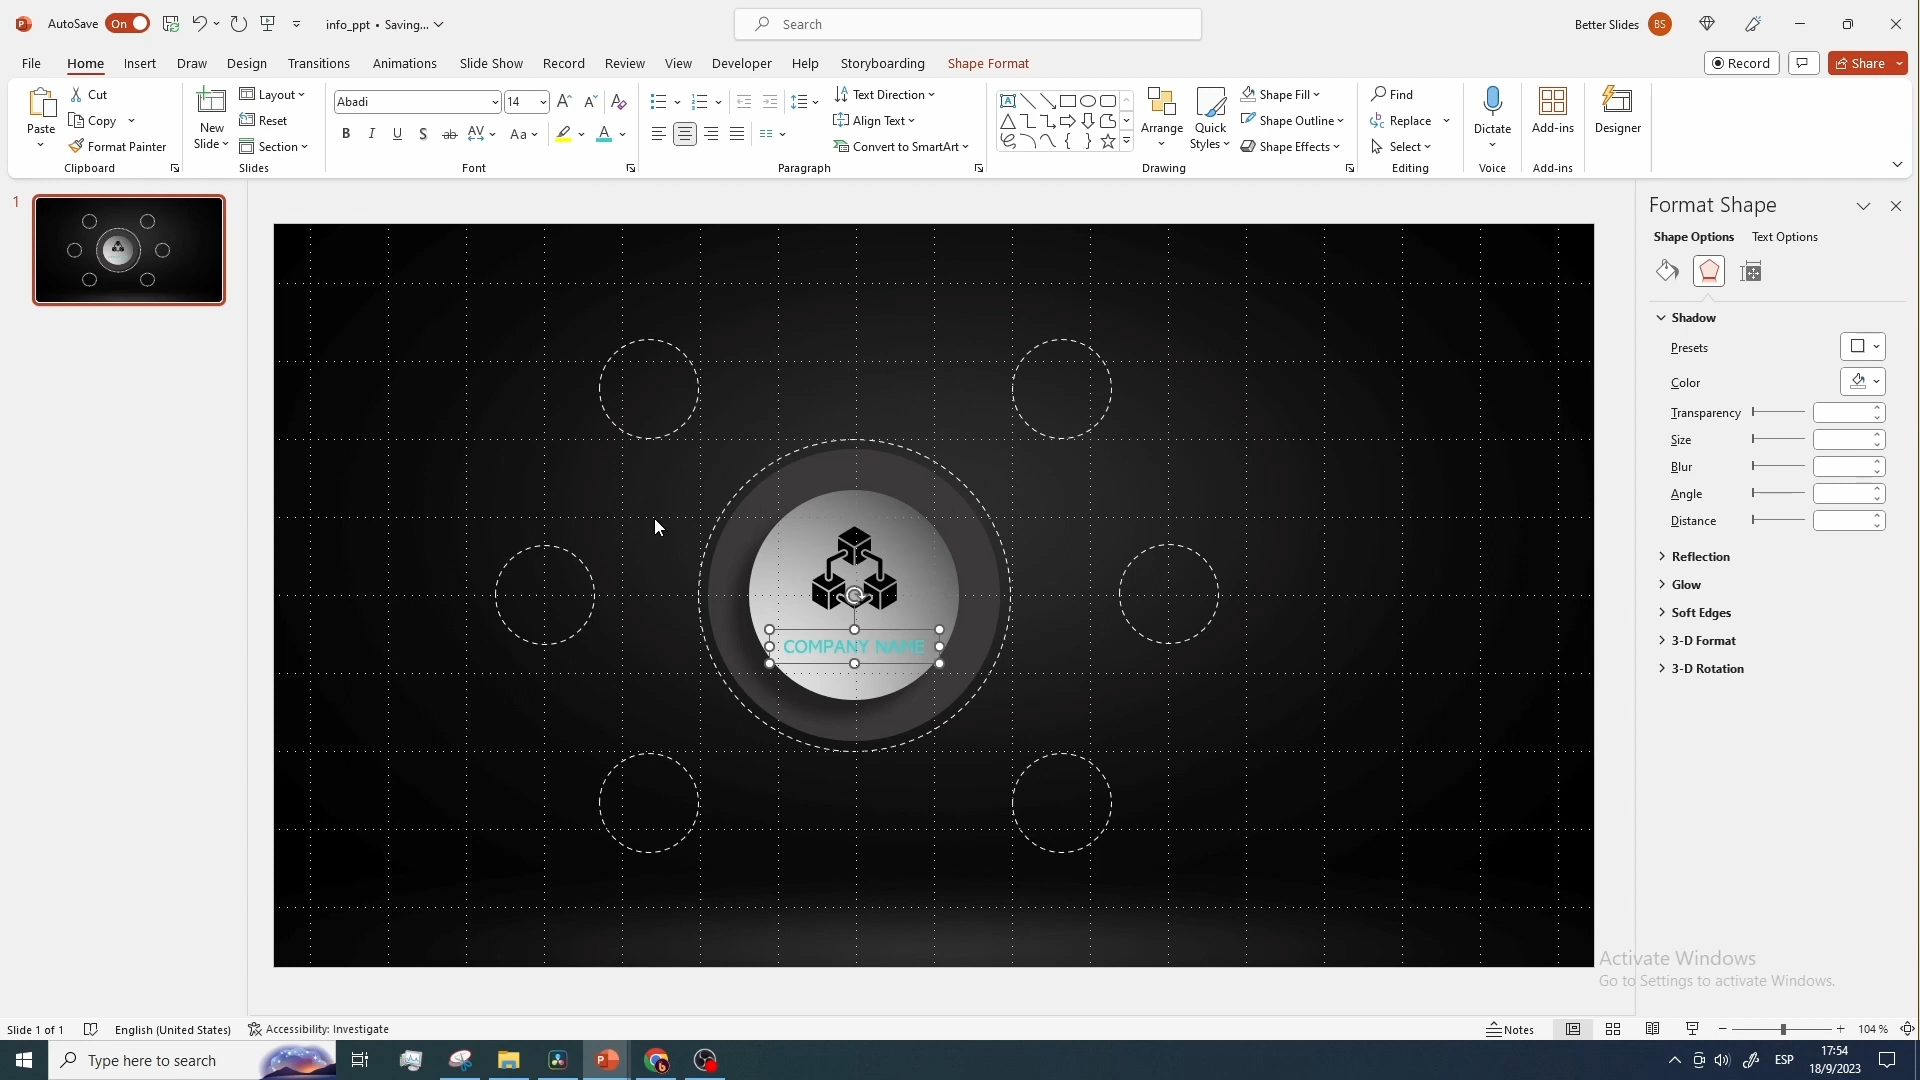 AutoSave On info_ppt • Saving... Search Better Slides BS
File Home Insert Draw Design Transitions Animations Slide Show Record Review View Developer Help Storyboarding Shape Format Record Share
Paste
Cut
Copy
Format Painter
Clipboard
New
Slide
Layout
Reset
Section
Slides
Abadi 14
B I U S ab AV Aa A
Font
Paragraph
Text Direction
Align Text
Convert to SmartArt
Arrange
Quick
Styles
Shape Fill
Shape Outline
Shape Effects
Drawing
Find
Replace
Select
Editing
Dictate
Voice
Add-ins
Add-ins
Designer
1
COMPANY NAME
Format Shape
Shape Options Text Options
Shadow
Presets
Color
Transparency
Size
Blur
Angle
Distance
Reflection
Glow
Soft Edges
3-D Format
3-D Rotation
Activate Windows
Go to Settings to activate Windows.
Slide 1 of 1 English (United States) Accessibility: Investigate Notes 104 %
Type here to search ESP 17:54
18/9/2023